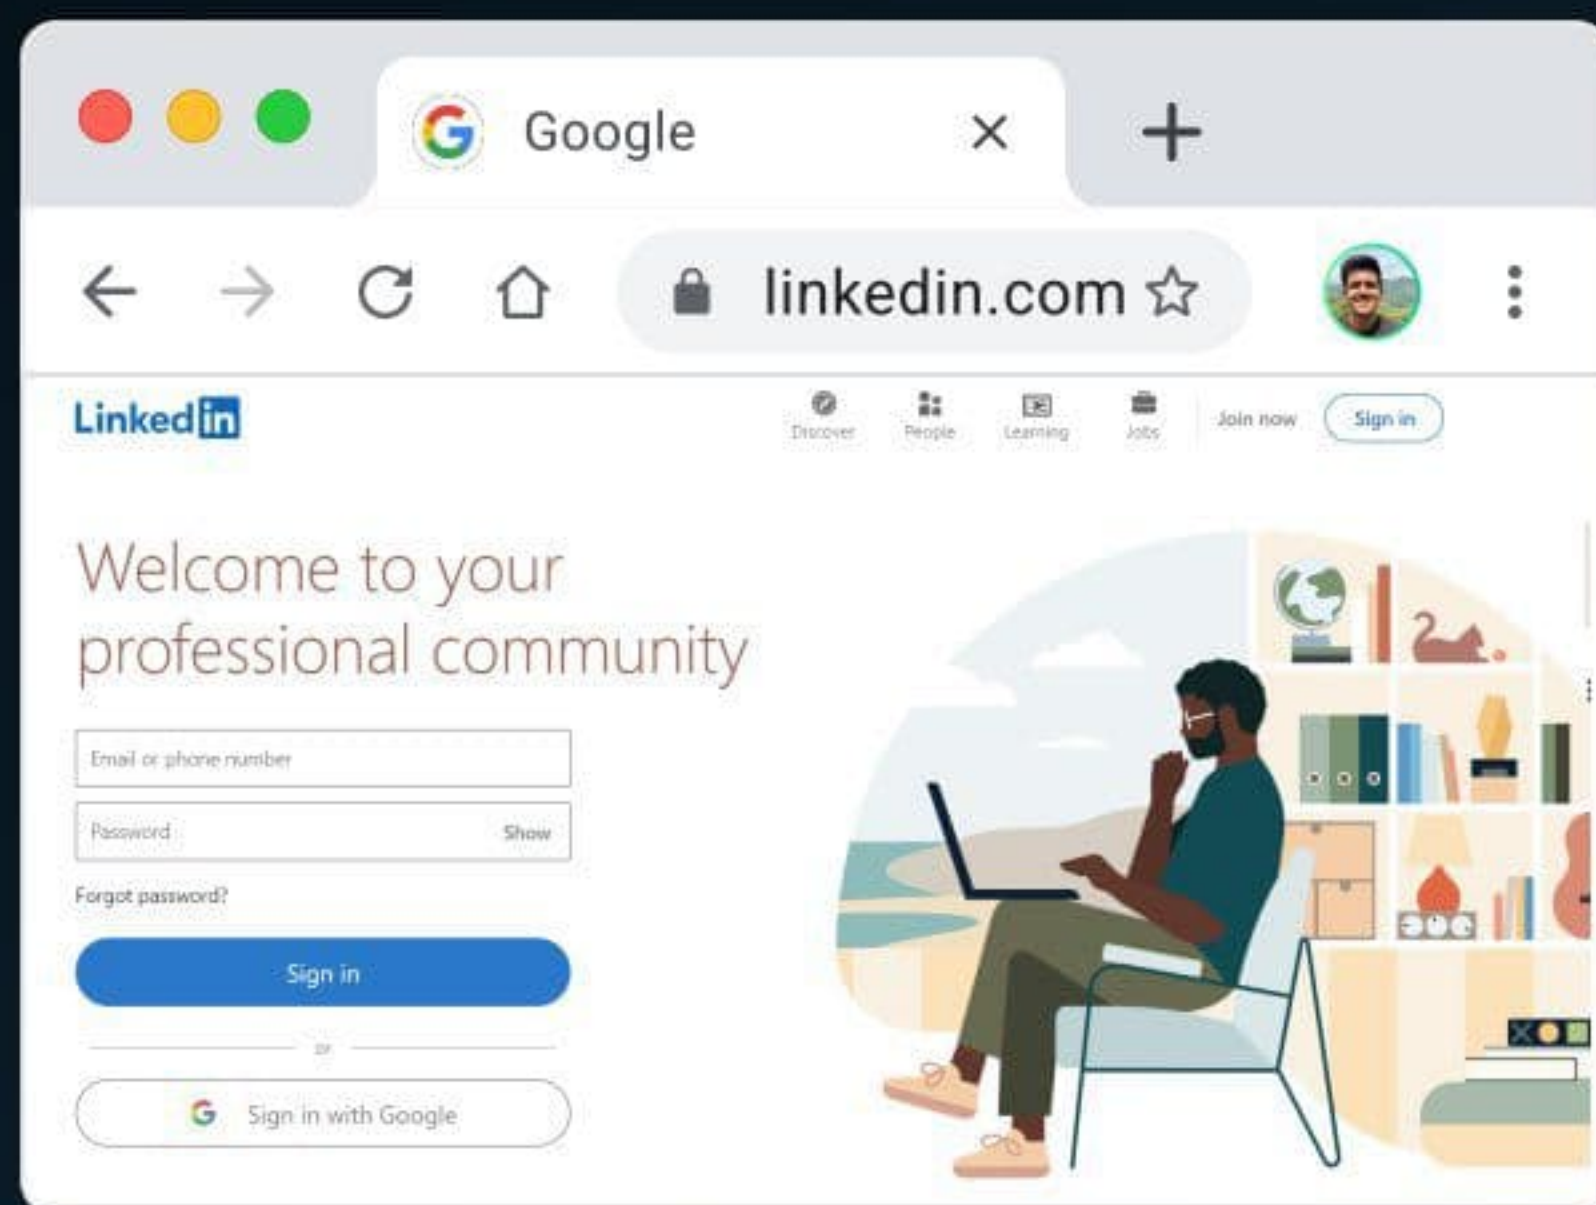 Google
linkedin.com
Linkedin
Discover People Learning Jobs Join now Sign in
Welcome to your
professional community
Email or phone number
Password Show
Forgot password?
Sign in
or
Sign in with Google